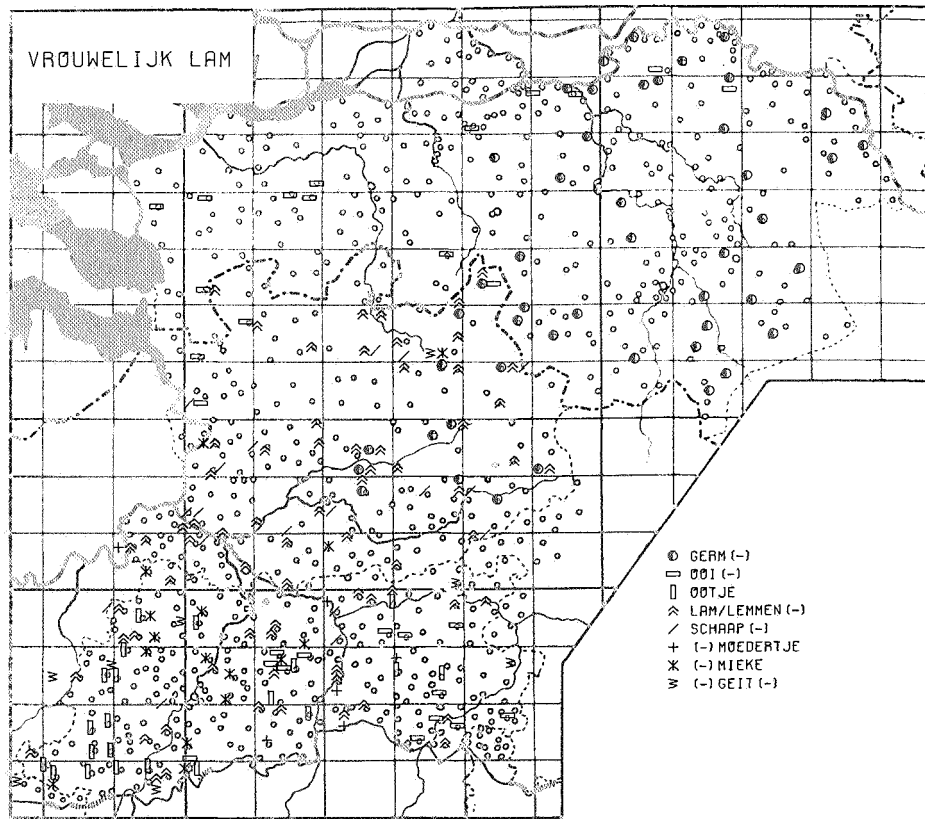 VROUWELIJK LAM
GERM (-)
OOI (-)
OOTJE
LAM/LEMMEN (-)
SCHAAP (-)
(-) MOEDERTJE
(-) MIEKE
(-) GEIT (-)